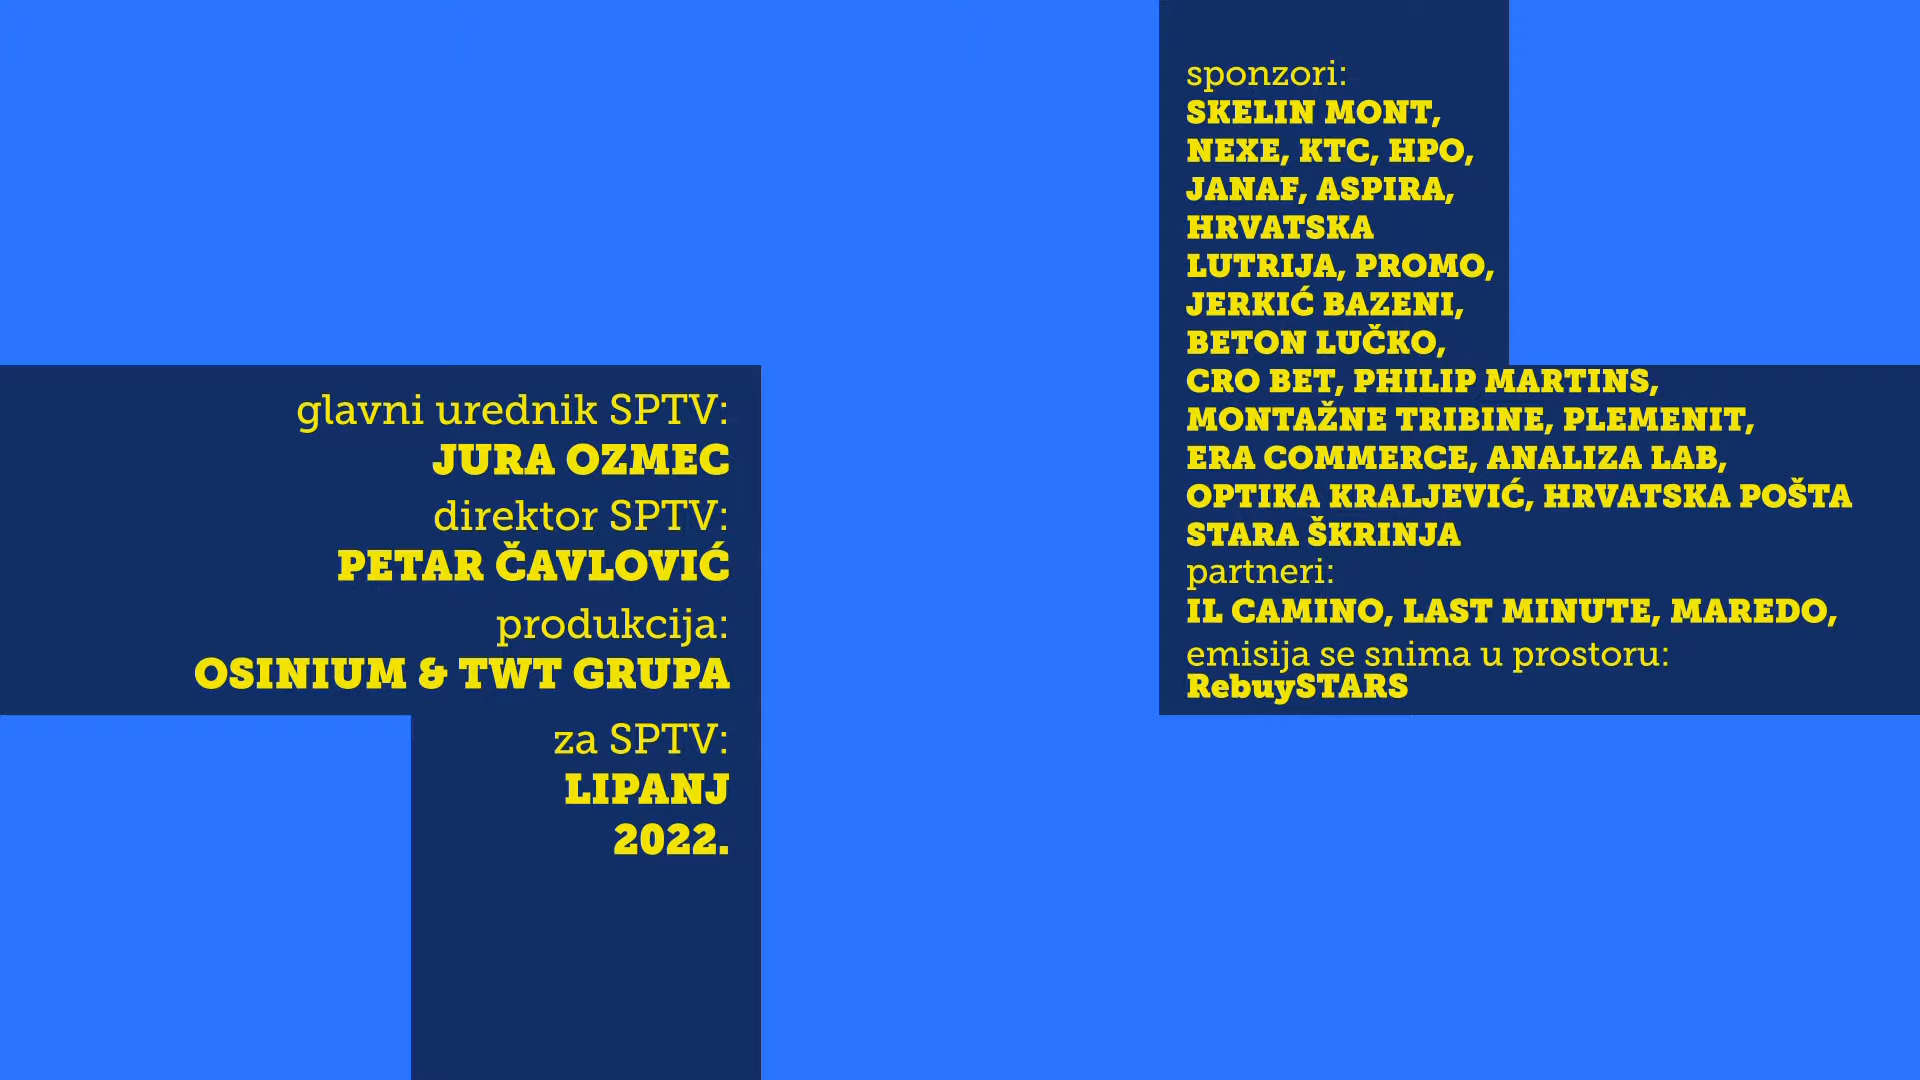 glavni urednik SPTV:
JURA OZMEC
direktor SPTV:
PETAR ČAVLOVIĆ
produkcija:
OSINIUM & TWT GRUPA
za SPTV:
LIPANJ
2022.
sponzori:
SKELIN MONT,
NEXE, KTC, HPO,
JANAF, ASPIRA,
HRVATSKA
LUTRIJA, PROMO,
JERKIĆ BAZENI,
BETON LUČKO,
CRO BET, PHILIP MARTINS,
MONTAŽNE TRIBINE, PLEMENIT,
ERA COMMERCE, ANALIZA LAB,
OPTIKA KRALJEVIĆ, HRVATSKA POŠTA
STARA ŠKRINJA
partneri:
IL CAMINO, LAST MINUTE, MAREDO,
emisija se snima u prostoru:
RebuySTARS